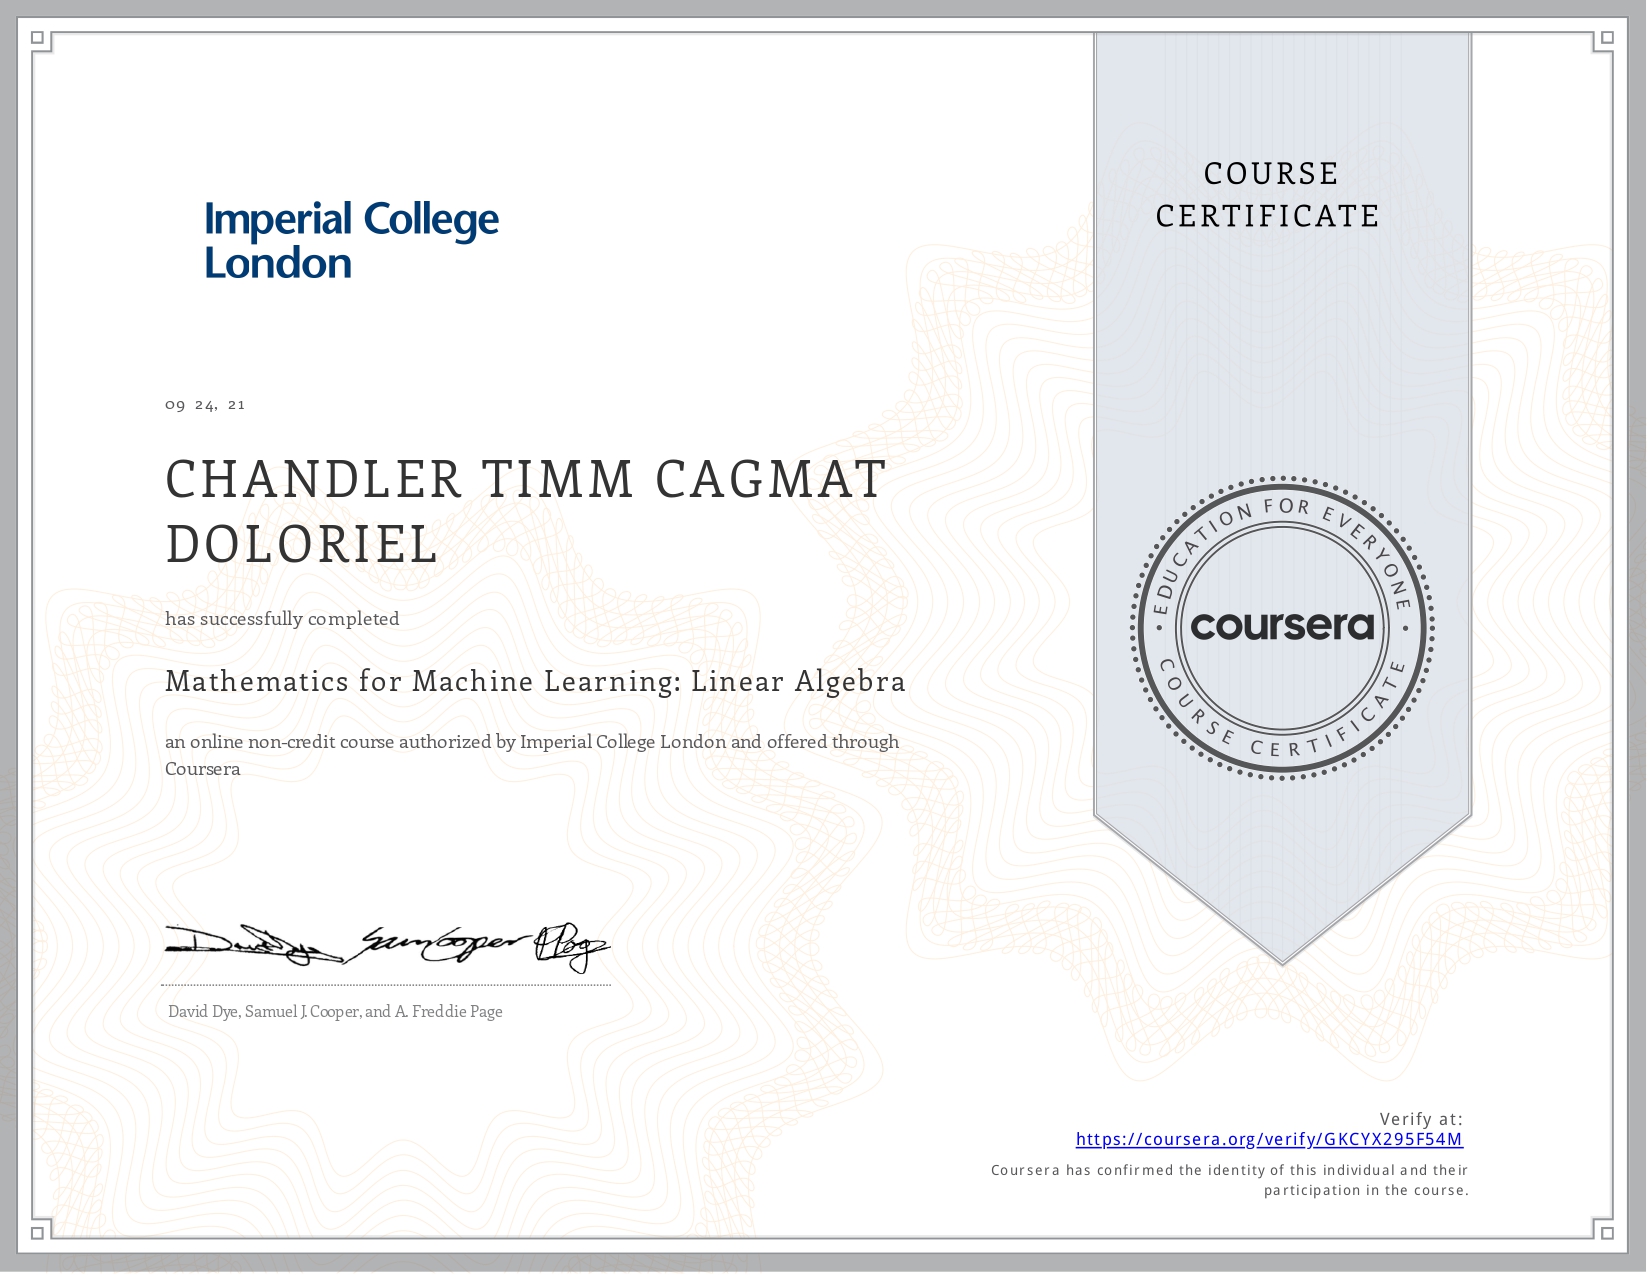 Imperial College
London
COURSE
CERTIFICATE
09 24, 21
CHANDLER TIMM CAGMAT
DOLORIEL
has successfully completed
Mathematics for Machine Learning: Linear Algebra
an online non-credit course authorized by Imperial College London and offered through
Coursera
EDUCATION FOR EVERYONE
coursera
COURSE CERTIFICATE
David Dye, Samuel J. Cooper, and A. Freddie Page
Verify at:
https://coursera.org/verify/GKCYX295F54M
Coursera has confirmed the identity of this individual and their
participation in the course.